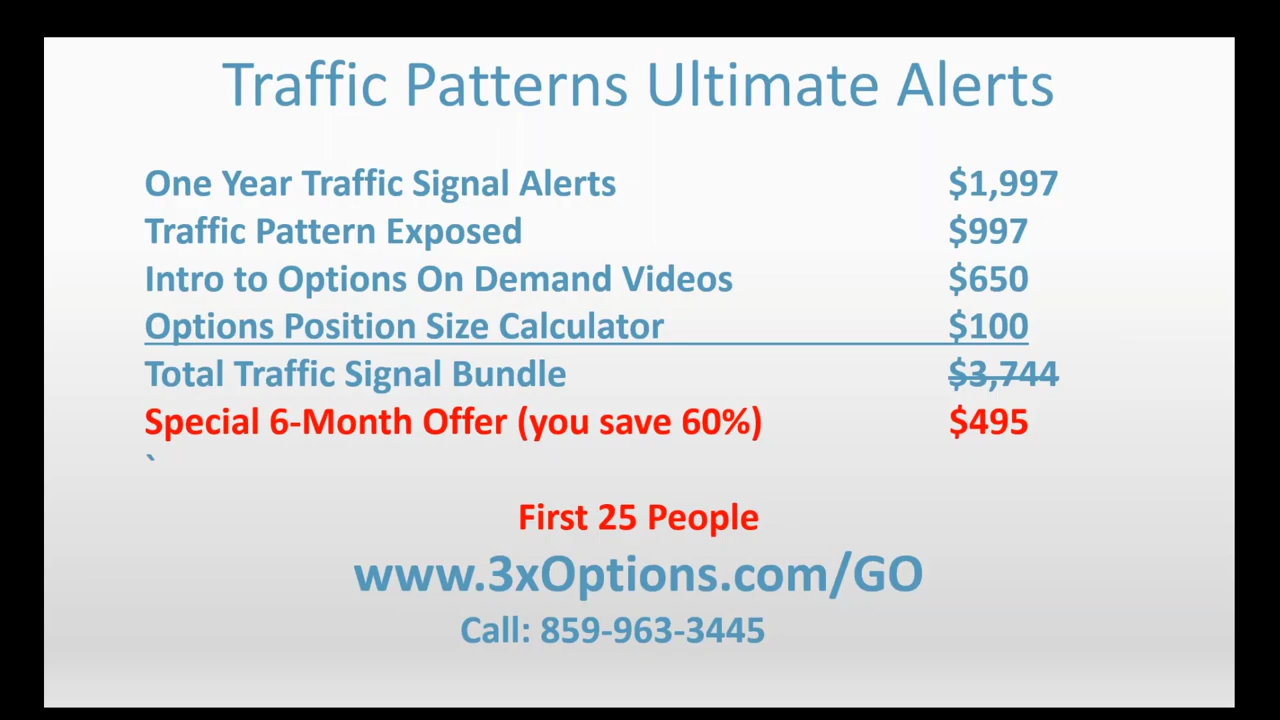 Traffic Patterns Ultimate Alerts
One Year Traffic Signal Alerts $1,997
Traffic Pattern Exposed $997
Intro to Options On Demand Videos $650
Options Position Size Calculator $100
Total Traffic Signal Bundle $3,744
Special 6-Month Offer (you save 60%) $495
`
First 25 People
www.3xOptions.com/GO
Call: 859-963-3445